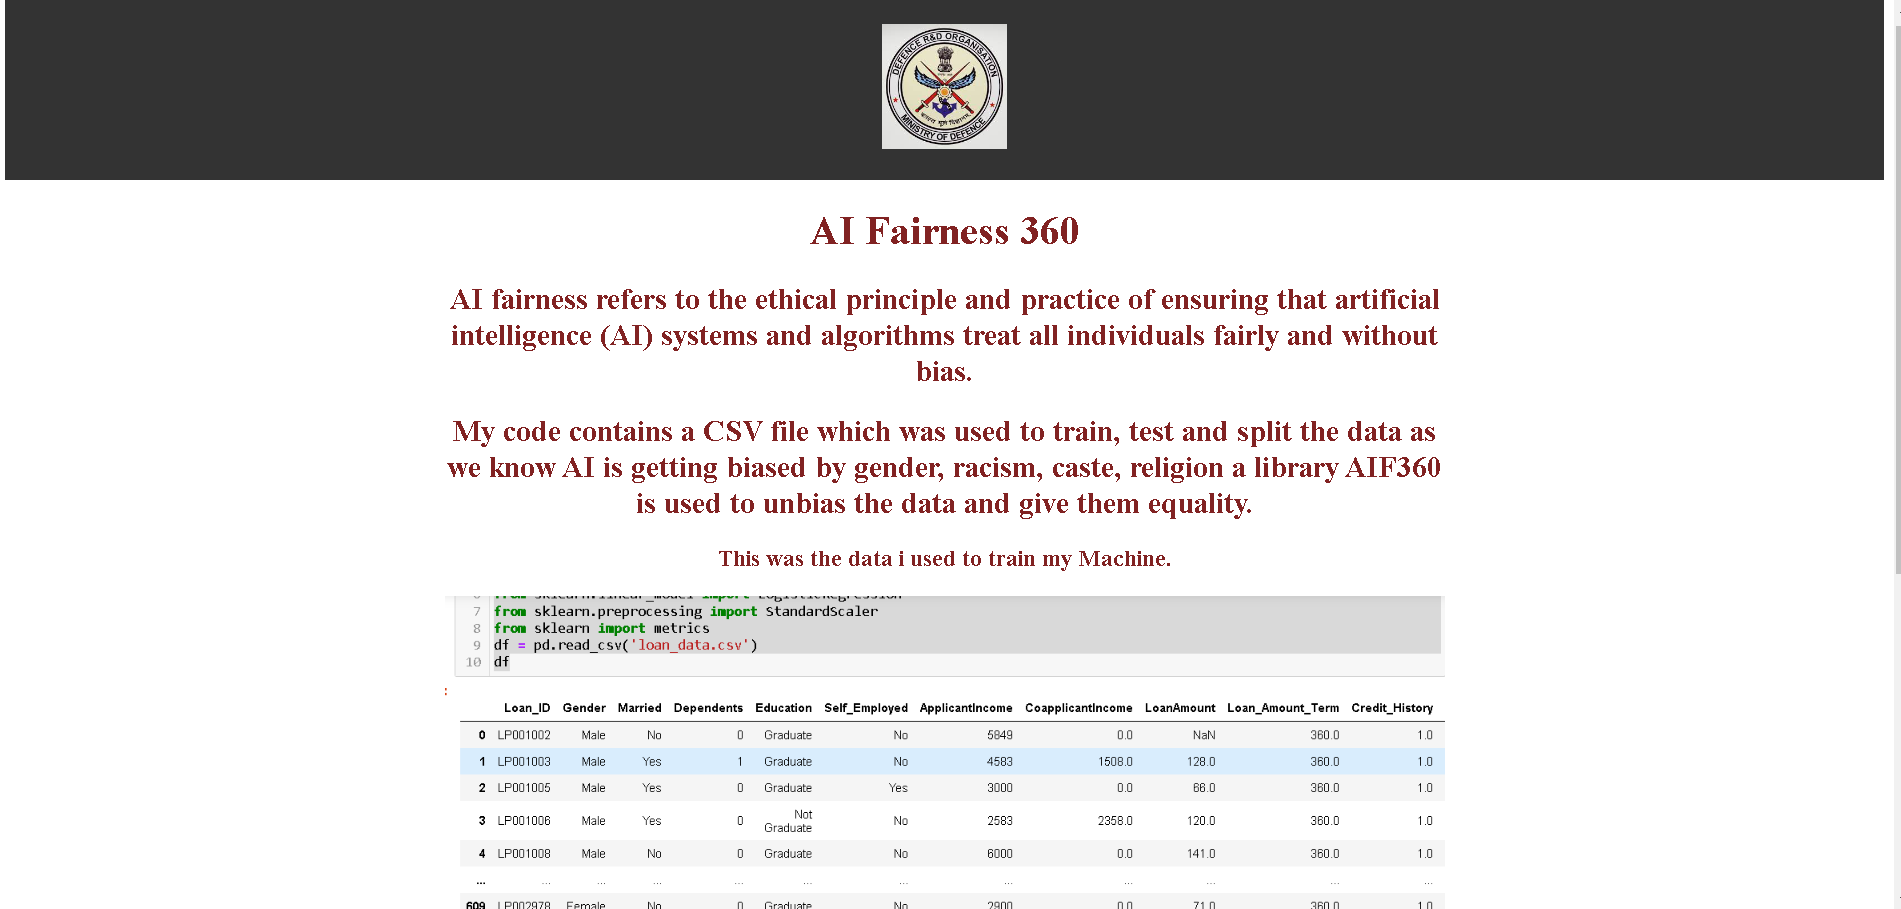 DEFENCE R&D ORGANISATION
MINISTRY OF DEFENCE
AI Fairness 360
AI fairness refers to the ethical principle and practice of ensuring that artificial
intelligence (AI) systems and algorithms treat all individuals fairly and without
bias.
My code contains a CSV file which was used to train, test and split the data as
we know AI is getting biased by gender, racism, caste, religion a library AIF360
is used to unbias the data and give them equality.
This was the data i used to train my Machine.
7 from sklearn.preprocessing import StandardScaler
8 from sklearn import metrics
9 df = pd.read_csv('loan_data.csv')
10 df
:
Loan_ID Gender Married Dependents Education Self_Employed ApplicantIncome CoapplicantIncome LoanAmount Loan_Amount_Term Credit_History
0 LP001002 Male No 0 Graduate No 5849 0.0 NaN 360.0 1.0
1 LP001003 Male Yes 1 Graduate No 4583 1508.0 128.0 360.0 1.0
2 LP001005 Male Yes 0 Graduate Yes 3000 0.0 66.0 360.0 1.0
3 LP001006 Male Yes 0 Not Graduate No 2583 2358.0 120.0 360.0 1.0
4 LP001008 Male No 0 Graduate No 6000 0.0 141.0 360.0 1.0
... ... ... ... ... ... ... ... ... ... ... ...
609 LP002978 Female No 0 Graduate No 2900 0.0 71.0 360.0 1.0